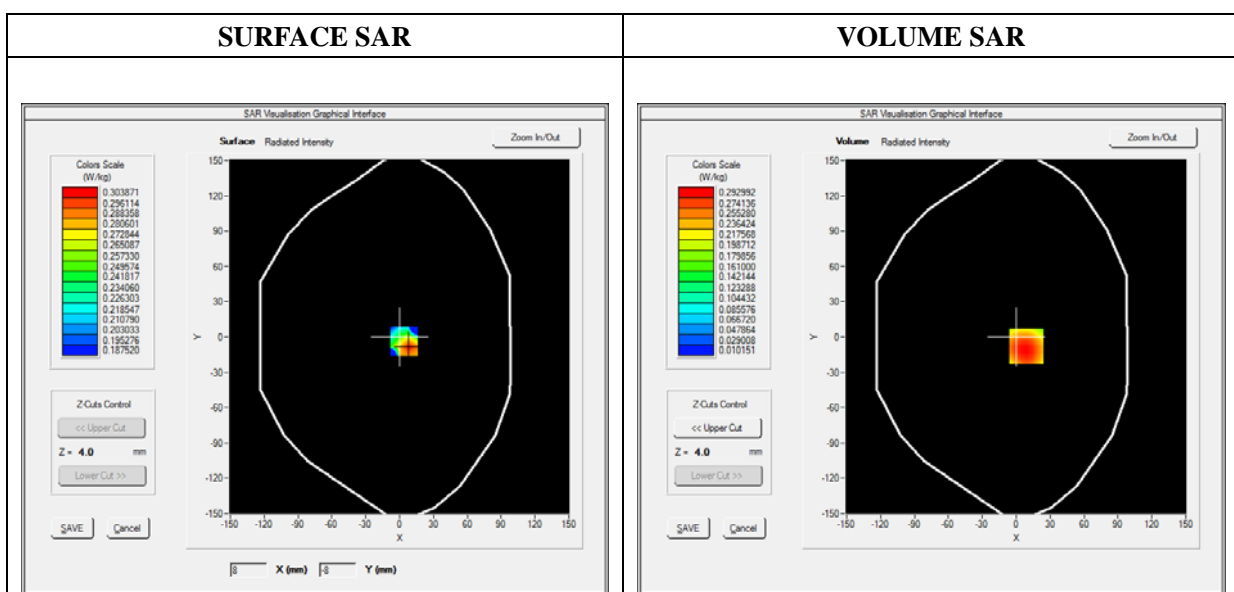 SURFACE SAR
VOLUME SAR
SAR Visualisation Graphical Interface
Surface Radiated Intensity
Zoom In/Out
Colors Scale
(W/kg)
0.303871
0.296114
0.288358
0.280601
0.272844
0.265087
0.257330
0.249574
0.241817
0.234060
0.226303
0.218547
0.210790
0.203033
0.195276
0.187520
Z-Cuts Control
<< Upper Cut
Z = 4.0 mm
Lower Cut >>
SAVE Cancel
150
120
90
60
30
0
-30
-60
-90
-120
-150
Y
-150 -120 -90 -60 -30 0 30 60 90 120 150
X
8 X (mm) -8 Y (mm)
SAR Visualisation Graphical Interface
Volume Radiated Intensity
Zoom In/Out
Colors Scale
(W/kg)
0.292992
0.274136
0.255280
0.236424
0.217568
0.198712
0.179856
0.161000
0.142144
0.123288
0.104432
0.085576
0.066720
0.047864
0.029008
0.010151
Z-Cuts Control
<< Upper Cut
Z = 4.0 mm
Lower Cut >>
SAVE Cancel
150
120
90
60
30
0
-30
-60
-90
-120
-150
Y
-150 -120 -90 -60 -30 0 30 60 90 120 150
X